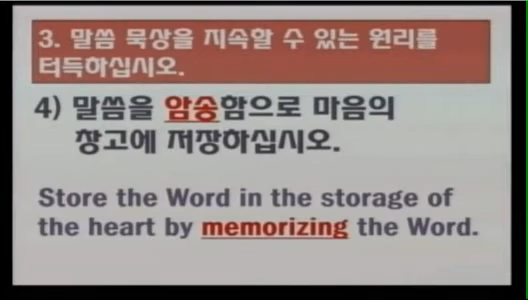 3. 말씀 묵상을 지속할 수 있는 원리를
터득하십시오.
4) 말씀을 암송함으로 마음의
창고에 저장하십시오.
Store the Word in the storage of
the heart by memorizing the Word.